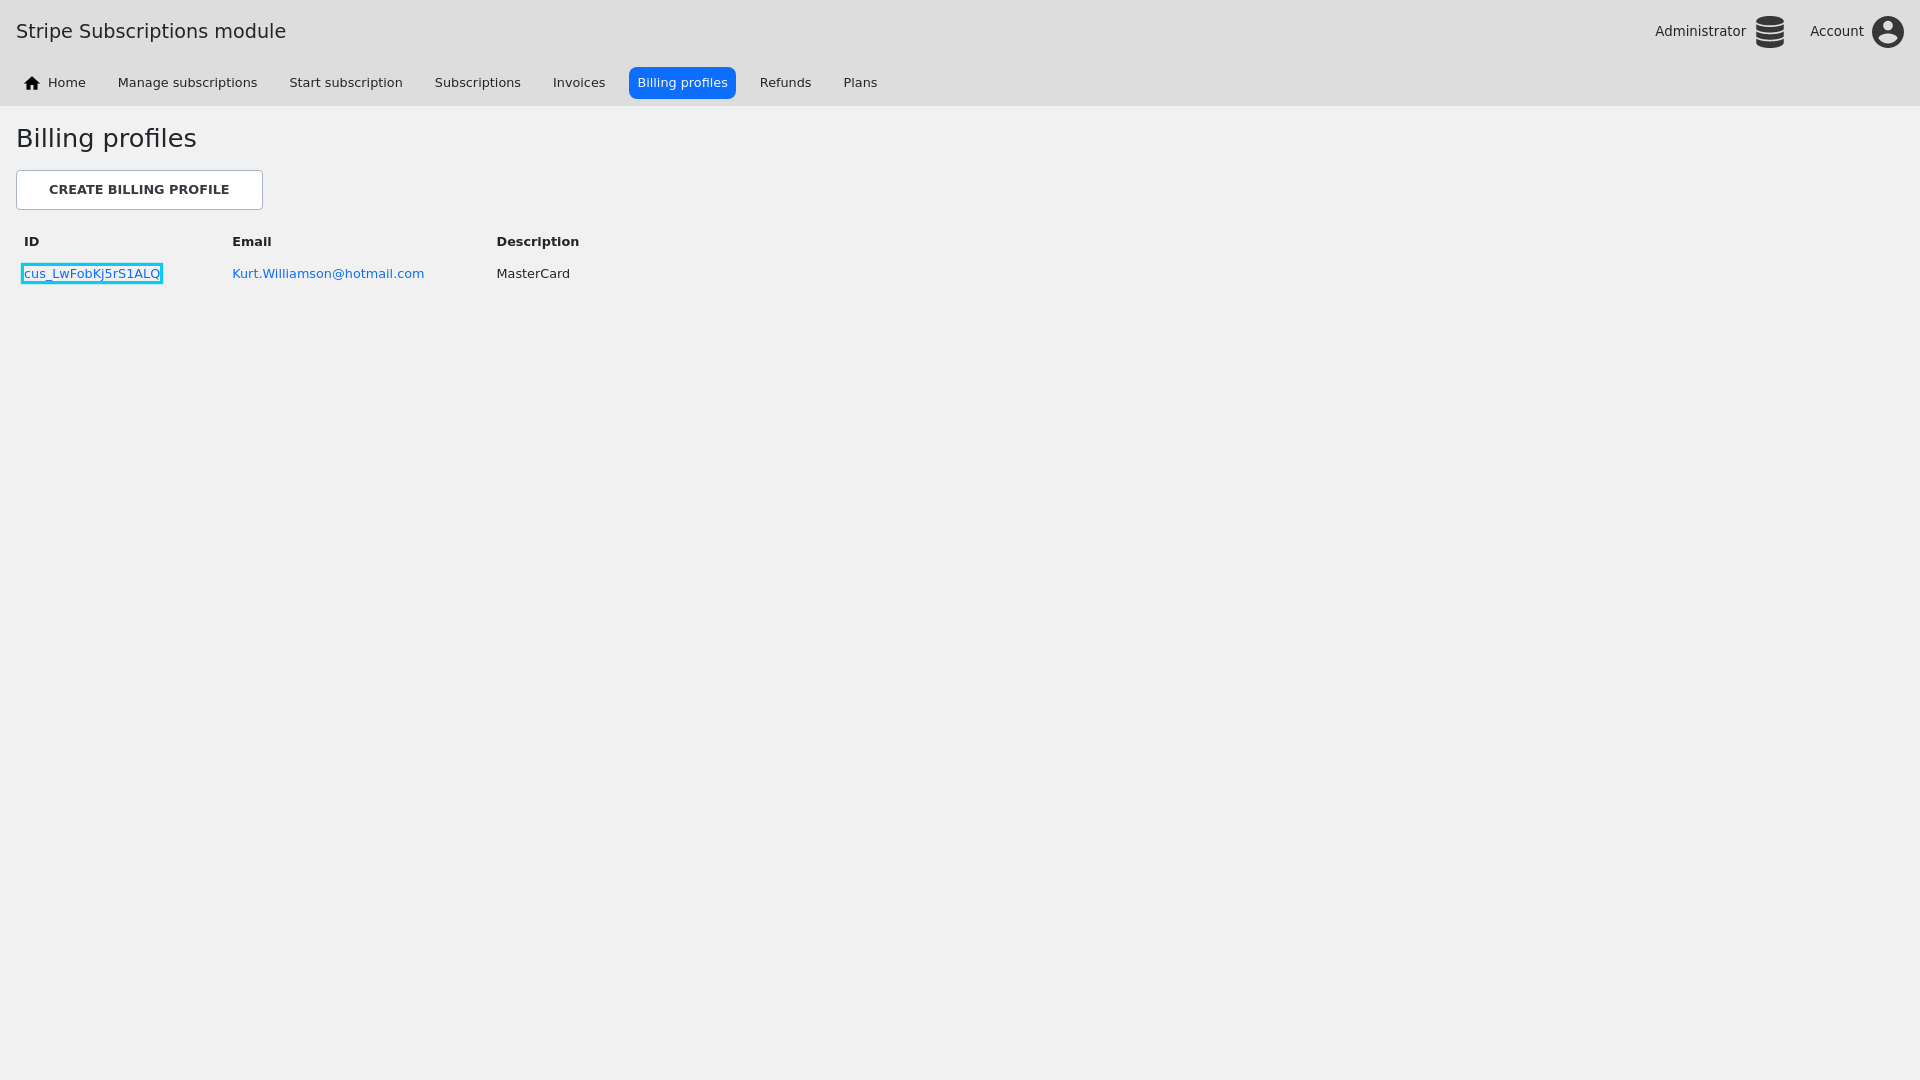 Stripe Subscriptions module
Administrator
Account
Home
Manage subscriptions
Start subscription
Subscriptions
Invoices
Billing profiles
Refunds
Plans
Billing profiles
CREATE BILLING PROFILE
ID Email Description
cus_LwFobKj5rS1ALQ Kurt.Williamson@hotmail.com MasterCard